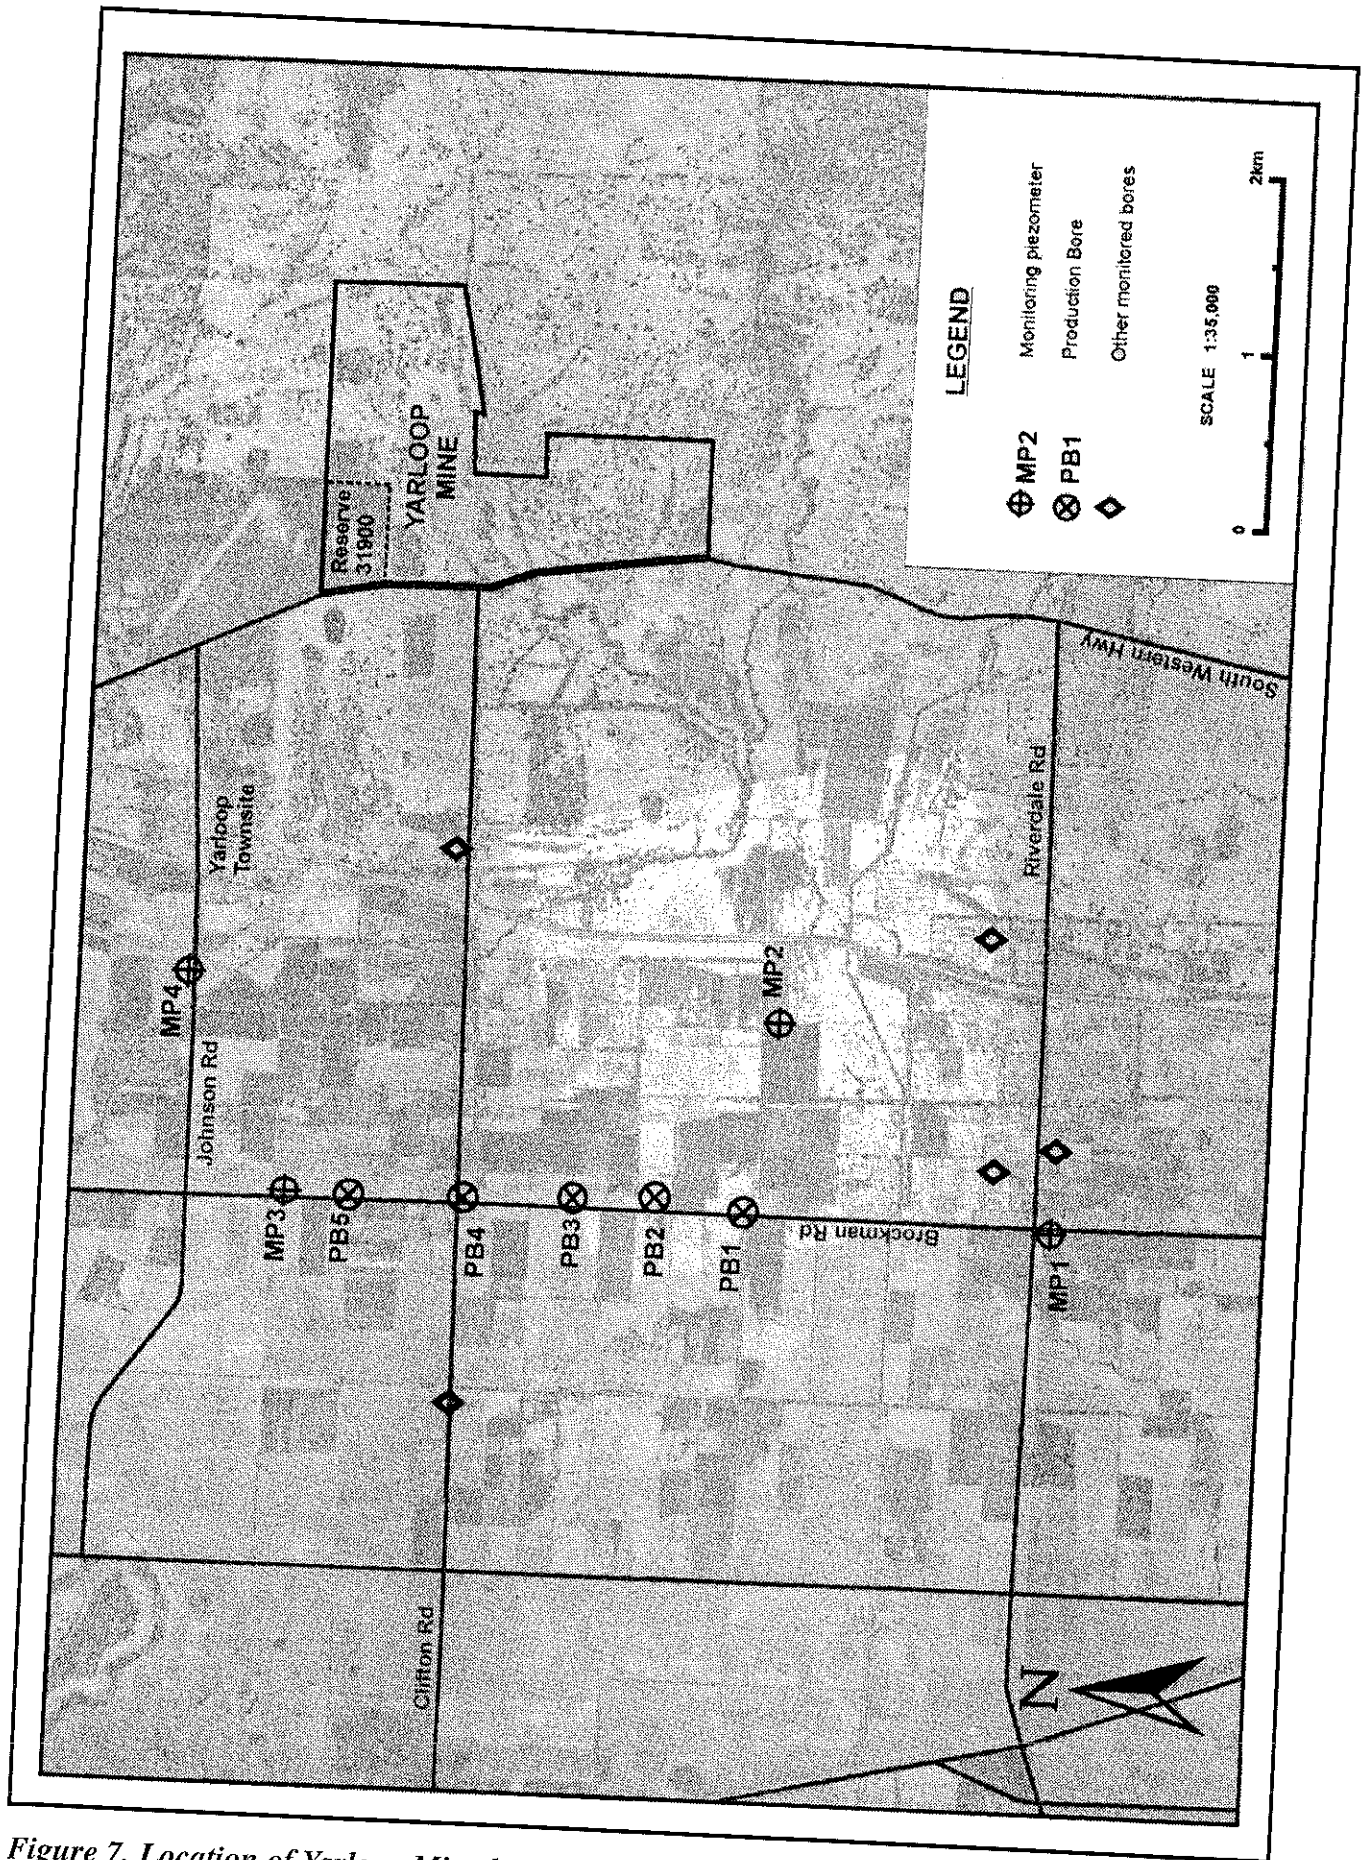 Reserve
31900
YARLOOP
MINE
Yarloop
Townsite
MP4
Johnson Rd
MP3
PB5
PB4
PB3
PB2
PB1
MP2
Brockman Rd
MP1
Clifton Rd
Riverdale Rd
South Western Hwy
N
LEGEND
MP2 Monitoring piezometer
PB1 Production Bore
Other monitored bores
SCALE 1:35,000
0 1 2km
Figure 7. Location of